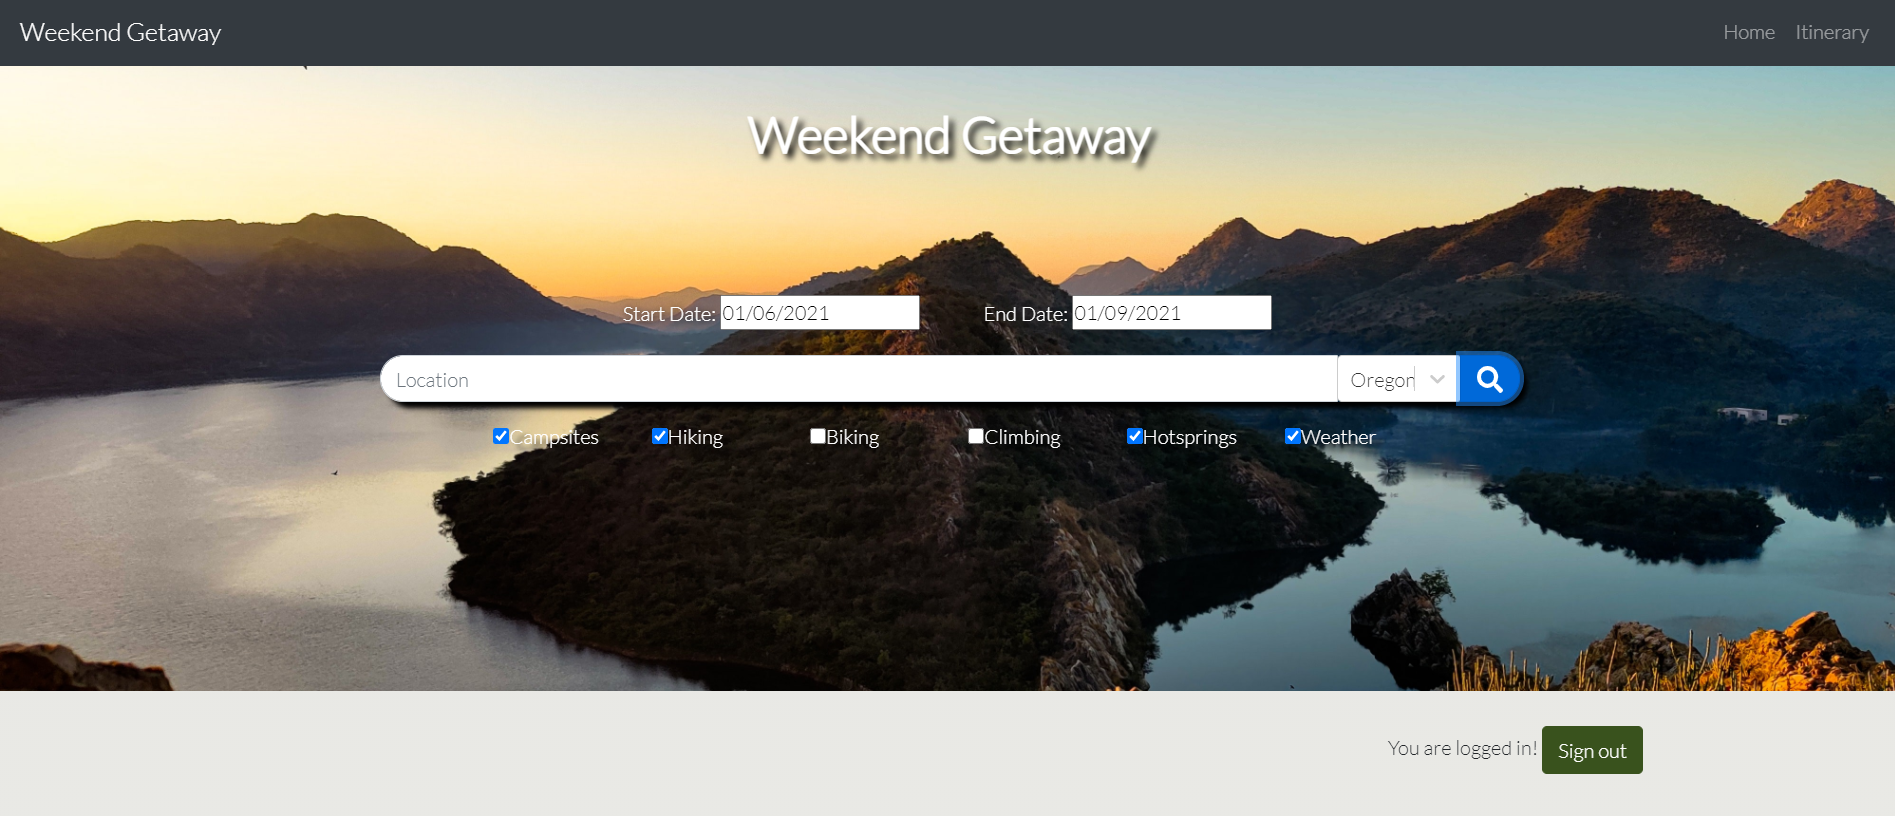 Weekend Getaway Home Itinerary
Weekend Getaway
Start Date: 01/06/2021 End Date: 01/09/2021
Location Oregon
Campsites Hiking Biking Climbing Hotsprings Weather
You are logged in! Sign out